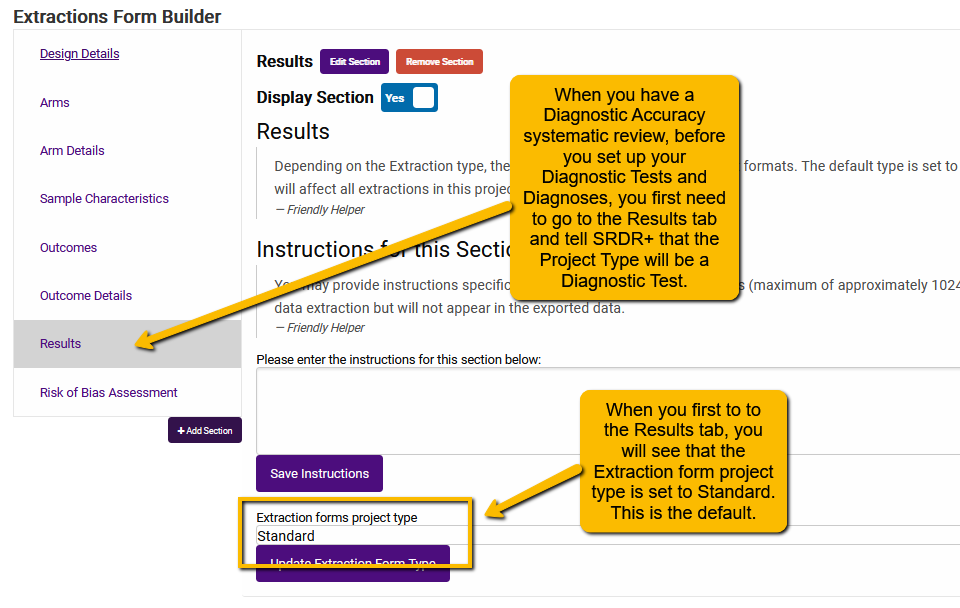 Extractions Form Builder
Design Details
Arms
Arm Details
Sample Characteristics
Outcomes
Outcome Details
Results
Risk of Bias Assessment
+ Add Section
Results Edit Section Remove Section
Display Section Yes
Results
Depending on the Extraction type, the formats. The default type is set to
will affect all extractions in this projec
— Friendly Helper
Instructions for this Sectio
You may provide instructions specific s (maximum of approximately 1024
data extraction but will not appear in the exported data.
— Friendly Helper
Please enter the instructions for this section below:
Save Instructions
Extraction forms project type
Standard
Update Extraction Form Type
When you have a
Diagnostic Accuracy
systematic review, before
you set up your
Diagnostic Tests and
Diagnoses, you first need
to go to the Results tab
and tell SRDR+ that the
Project Type will be a
Diagnostic Test.
When you first to to
the Results tab, you
will see that the
Extraction form project
type is set to Standard.
This is the default.